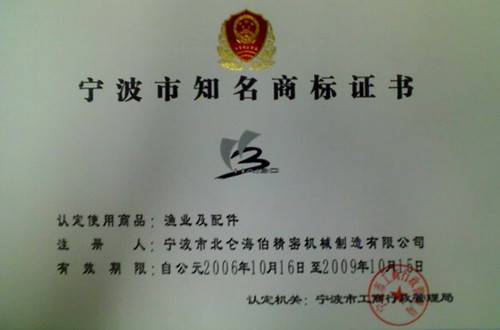 宁波市知名商标证书
认定使用商品：渔业及配件
注册人：宁波市北仑海伯精密机械制造有限公司
有效期限：自公元2006年10月16日至2009年10月15日
认定机关：宁波市工商行政管理局